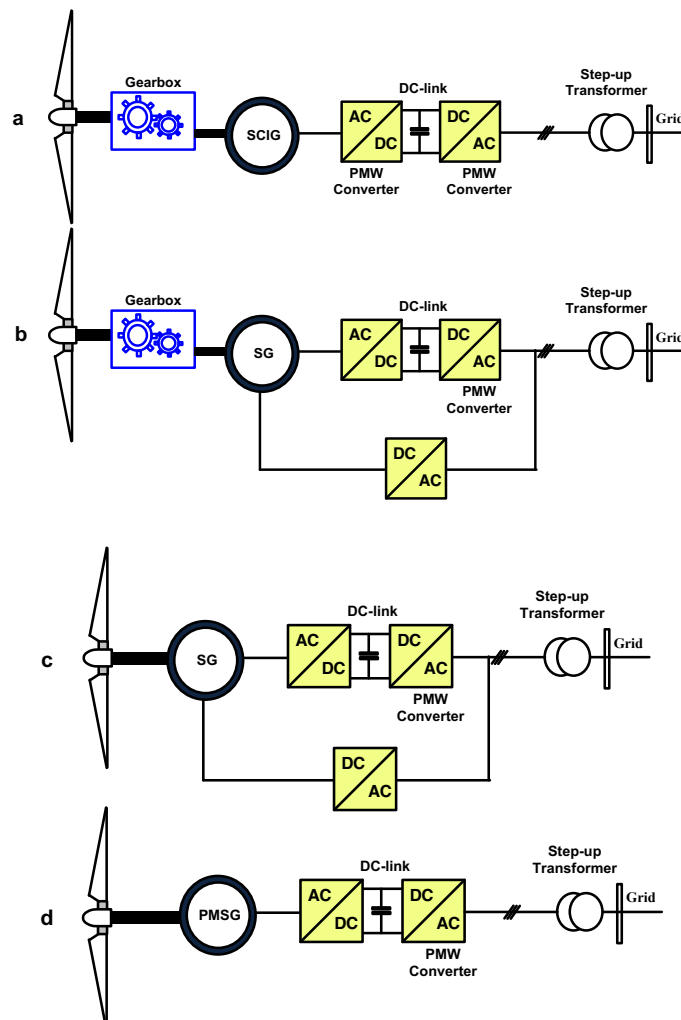 a
Gearbox
SCIG
AC
DC
PMW
Converter
DC-link
DC
AC
PMW
Converter
Step-up
Transformer
Grid
b
Gearbox
SG
AC
DC
DC-link
DC
AC
PMW
Converter
DC
AC
Step-up
Transformer
Grid
c
SG
AC
DC
DC-link
DC
AC
PMW
Converter
DC
AC
Step-up
Transformer
Grid
d
PMSG
AC
DC
DC-link
DC
AC
PMW
Converter
Step-up
Transformer
Grid